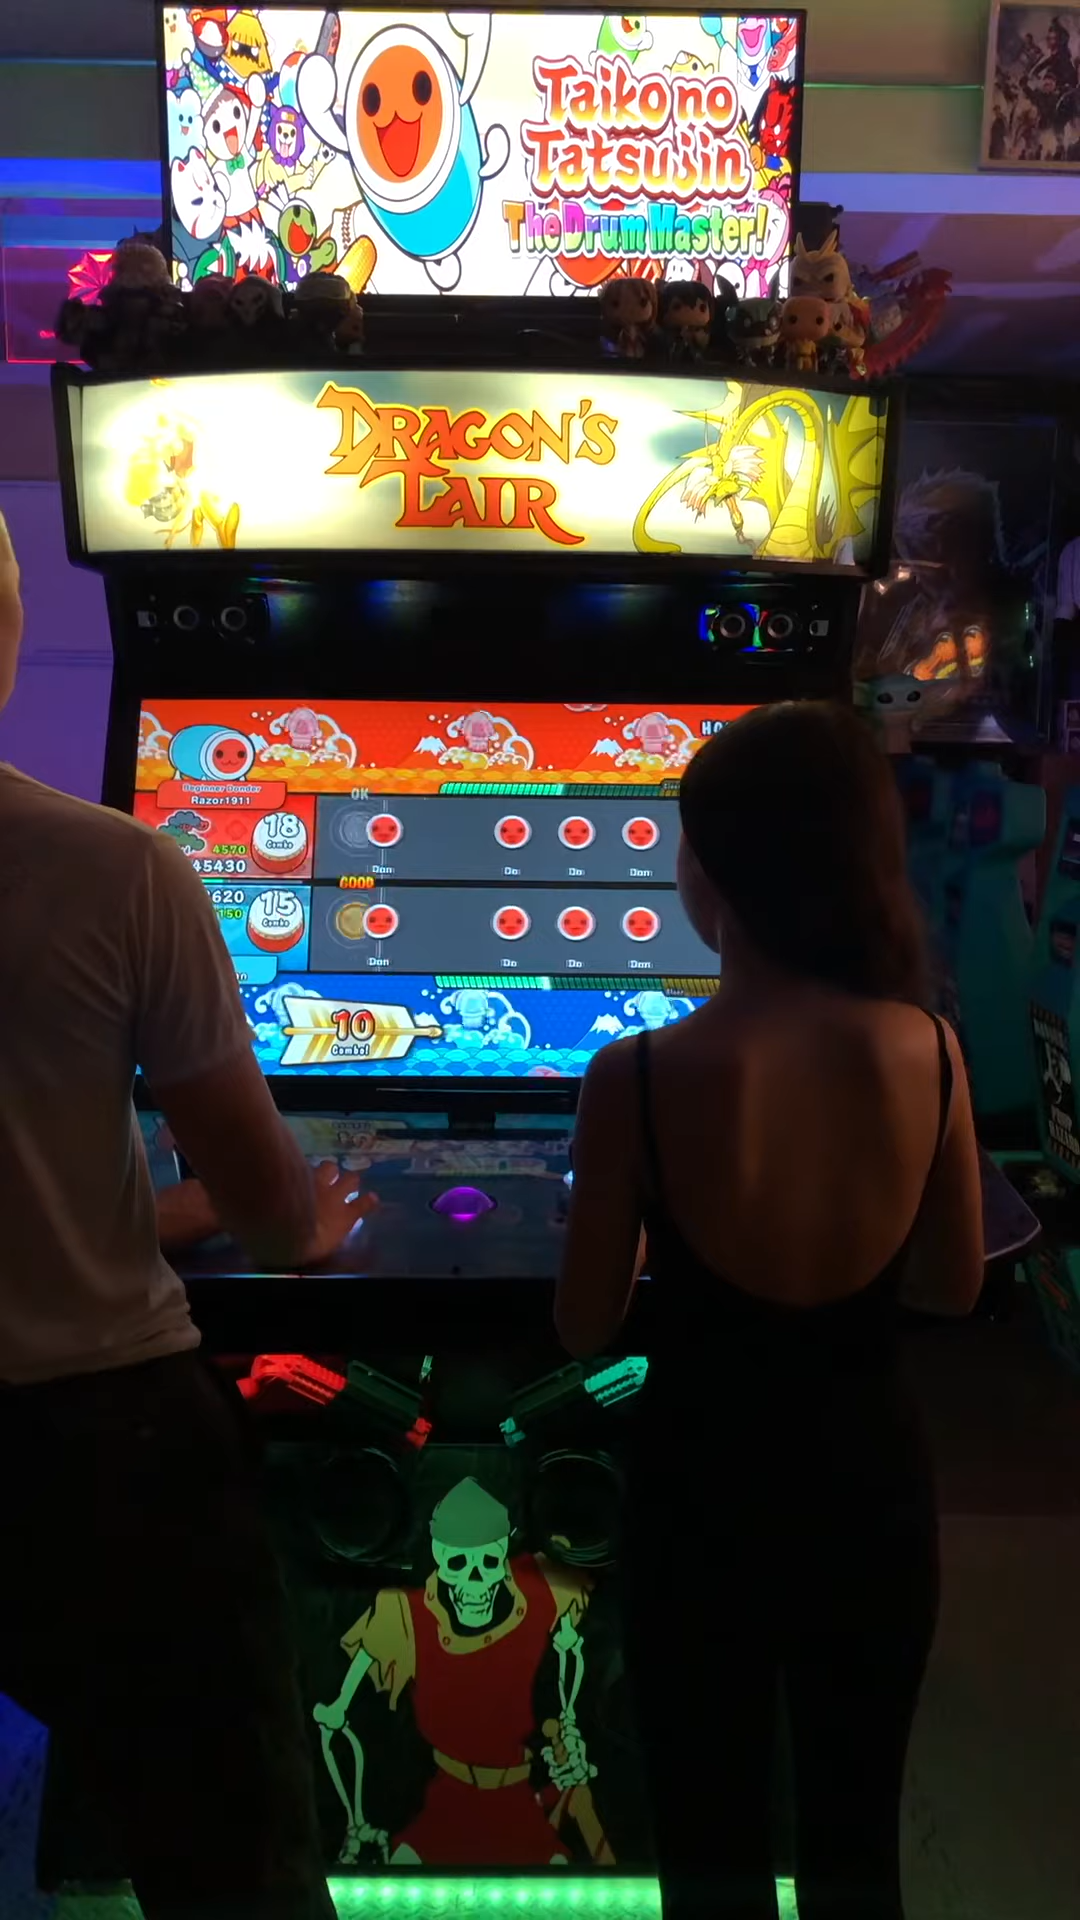 Taiko no
Tatsujin
The Drum Master!
DRAGON'S
LAIR
Beginner Donder
Razor1911
OK
18
Combo
4570
45430
Don
Do
Do
Don
GOOD
620
150
15
Combo
Don
Do
Do
Don
10
Combo!